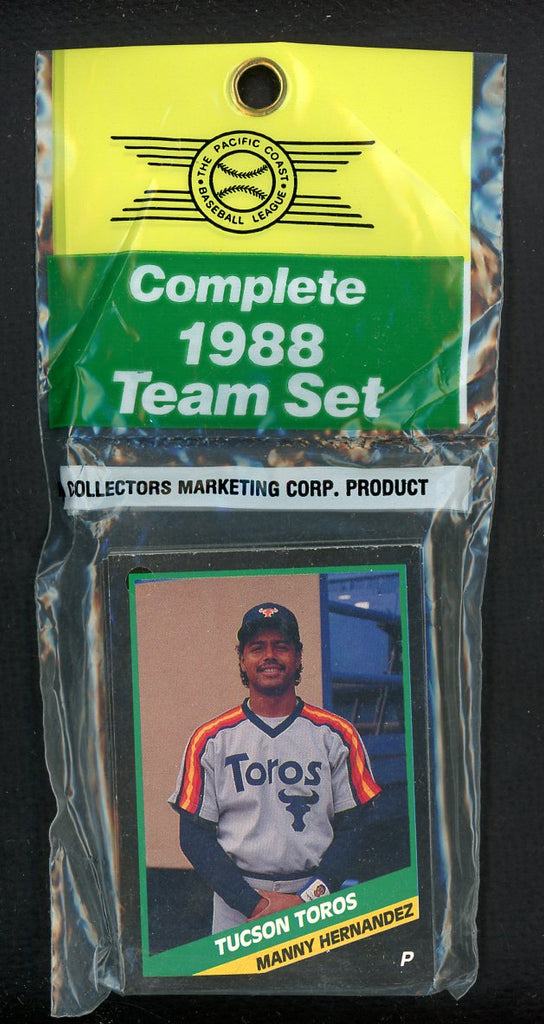 THE PACIFIC COAST
BASEBALL LEAGUE
Complete
1988
Team Set
A COLLECTORS MARKETING CORP. PRODUCT
Toros
TUCSON TOROS
MANNY HERNANDEZ
P